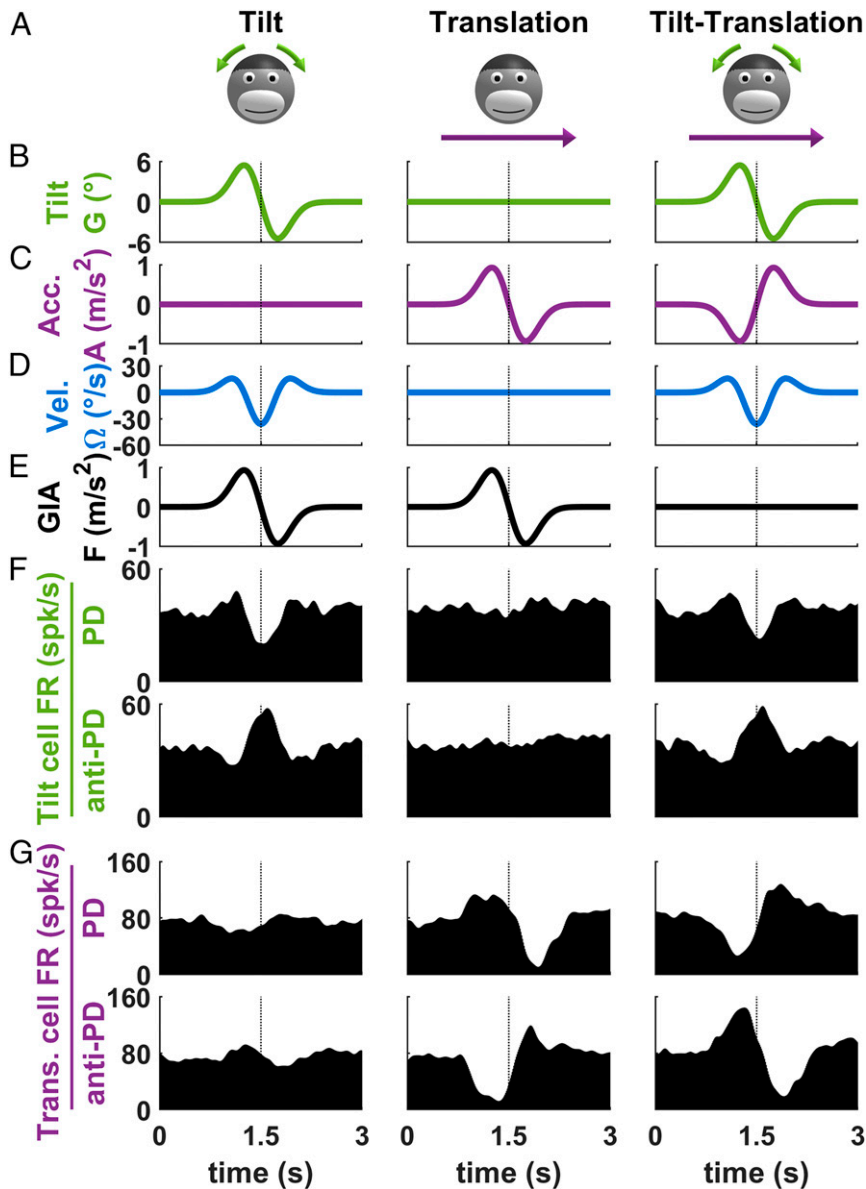 A
Tilt
Translation
Tilt-Translation
B
Tilt
G (°)
6
0
-6
C
Acc.
A (m/s²)
1
0
-1
D
Vel.
Ω (°/s)
30
0
-30
-60
E
GIA
F (m/s²)
1
0
-1
F
Tilt cell FR (spk/s)
PD
60
0
anti-PD
60
0
G
Trans. cell FR (spk/s)
PD
160
80
0
anti-PD
160
80
0
0 1.5 3
0 1.5 3
0 1.5 3
time (s)
time (s)
time (s)